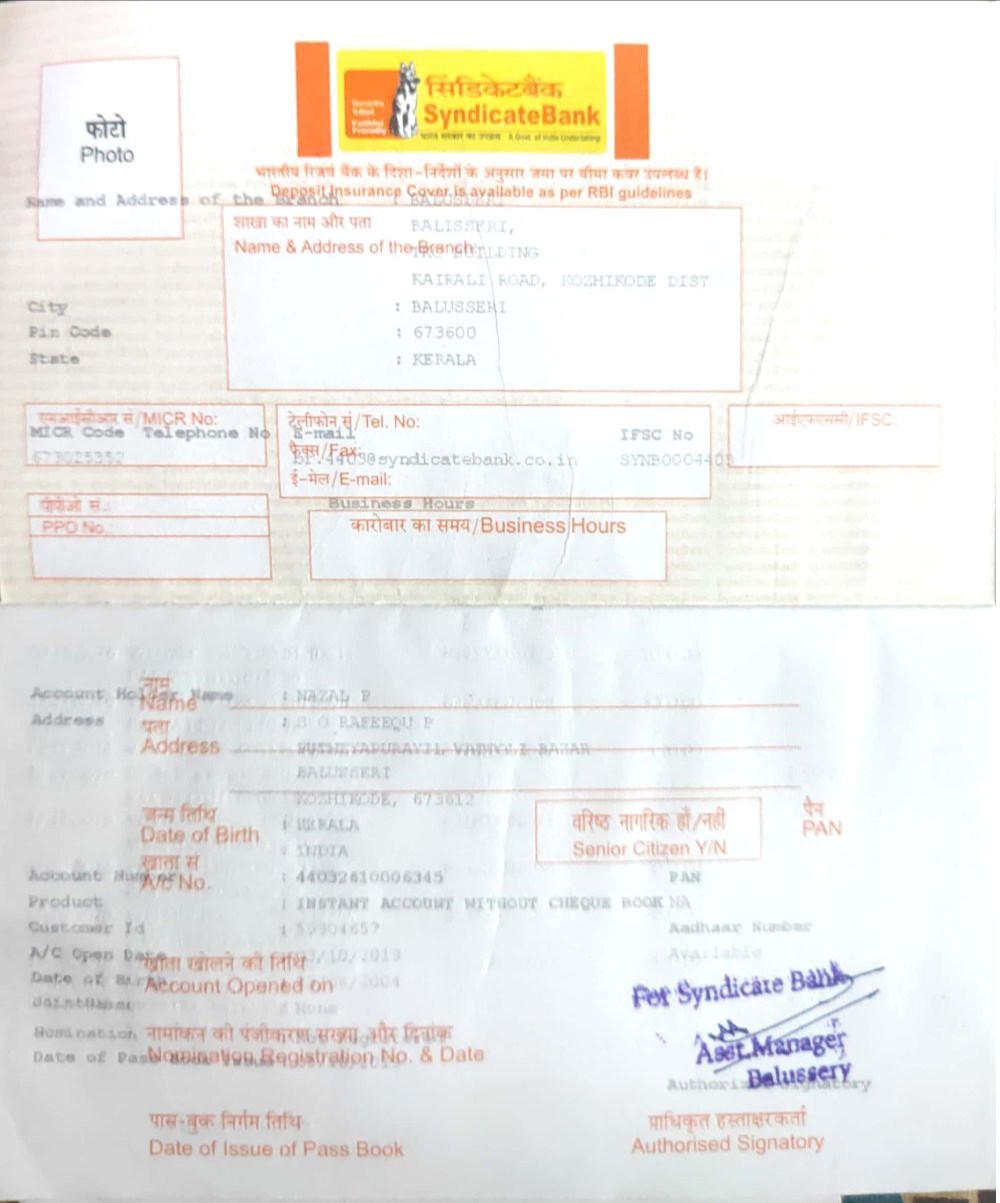 फोटो
Photo
सिंडिकेटबैंक
SyndicateBank
भारत सरकार का उपक्रम A Govt. of India Undertaking
भारतीय रिज़र्व बैंक के दिशा-निर्देशों के अनुसार जमा पर बीमा कवर उपलब्ध है।
Deposit Insurance Cover is available as per RBI guidelines
Name and Address of the Branch : BALUSSERI
शाखा का नाम और पता BALISSERI,
Name & Address of the Branch: BUILDING
KAIRALI ROAD, KOZHIKODE DIST
City : BALUSSERI
Pin Code : 673600
State : KERALA
एमआईसीआर सं/MICR No: टेलीफोन सं/Tel. No: आईएफएससी/IFSC:
MICR Code Telephone No E-mail IFSC No
फैक्स/Fax:
673025352 br.4403@syndicatebank.co.in SYNB0004403
ई-मेल/E-mail:
पीपीओ सं.:
PPO No.:
Business Hours
कारोबार का समय/Business Hours
नाम
Account Holder Name : NAZAL P
Name
Address : S O RAFEEQU P
पता
Address
PUTHEYAPURAYIL VATTOLI BAZAR
BALUSSERI
KOZHIKODE, 673612
जन्म तिथि : KERALA
Date of Birth
: INDIA
वरिष्ठ नागरिक हाँ/नहीं
Senior Citizen Y/N
पैन
PAN
खाता सं
Account Number : 44032610006345 PAN
A/c No.
Product : INSTANT ACCOUNT WITHOUT CHEQUE BOOK NA
Customer Id Aadhaar Number
A/C Open Date /10/2019 Available
खाता खोलने की तिथि
Date of Birth /2004
Account Opened on
: None
Nomination
नामांकन की पंजीकरण संख्या और दिनांक
Date of Pass Book Issue
Nomination Registration No. & Date
For Syndicate Bank
Asst.Manager
Balussery
Authorised Signatory
पास-बुक निर्गम तिथि
Date of Issue of Pass Book
प्राधिकृत हस्ताक्षरकर्ता
Authorised Signatory